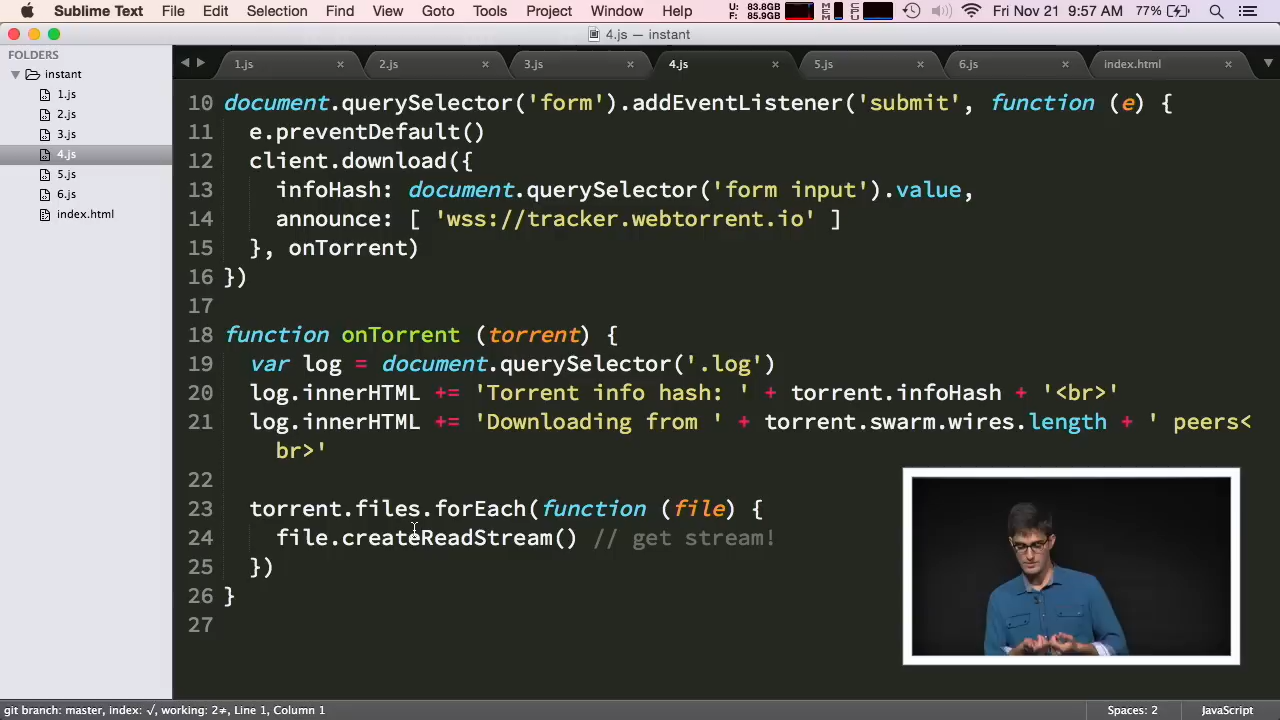 Sublime Text File Edit Selection Find View Goto Tools Project Window Help U: 83.8GB F: 85.9GB MEM CPU Fri Nov 21 9:57 AM 77%
4.js — instant
FOLDERS
instant
1.js
2.js
3.js
4.js
5.js
6.js
index.html
1.js 2.js 3.js 4.js 5.js 6.js index.html
10 document.querySelector('form').addEventListener('submit', function (e) {
11 e.preventDefault()
12 client.download({
13 infoHash: document.querySelector('form input').value,
14 announce: [ 'wss://tracker.webtorrent.io' ]
15 }, onTorrent)
16 })
17
18 function onTorrent (torrent) {
19 var log = document.querySelector('.log')
20 log.innerHTML += 'Torrent info hash: ' + torrent.infoHash + '<br>'
21 log.innerHTML += 'Downloading from ' + torrent.swarm.wires.length + ' peers<
br>'
22
23 torrent.files.forEach(function (file) {
24 file.createReadStream() // get stream!
25 })
26 }
27
git branch: master, index: √, working: 2≠, Line 1, Column 1 Spaces: 2 JavaScript